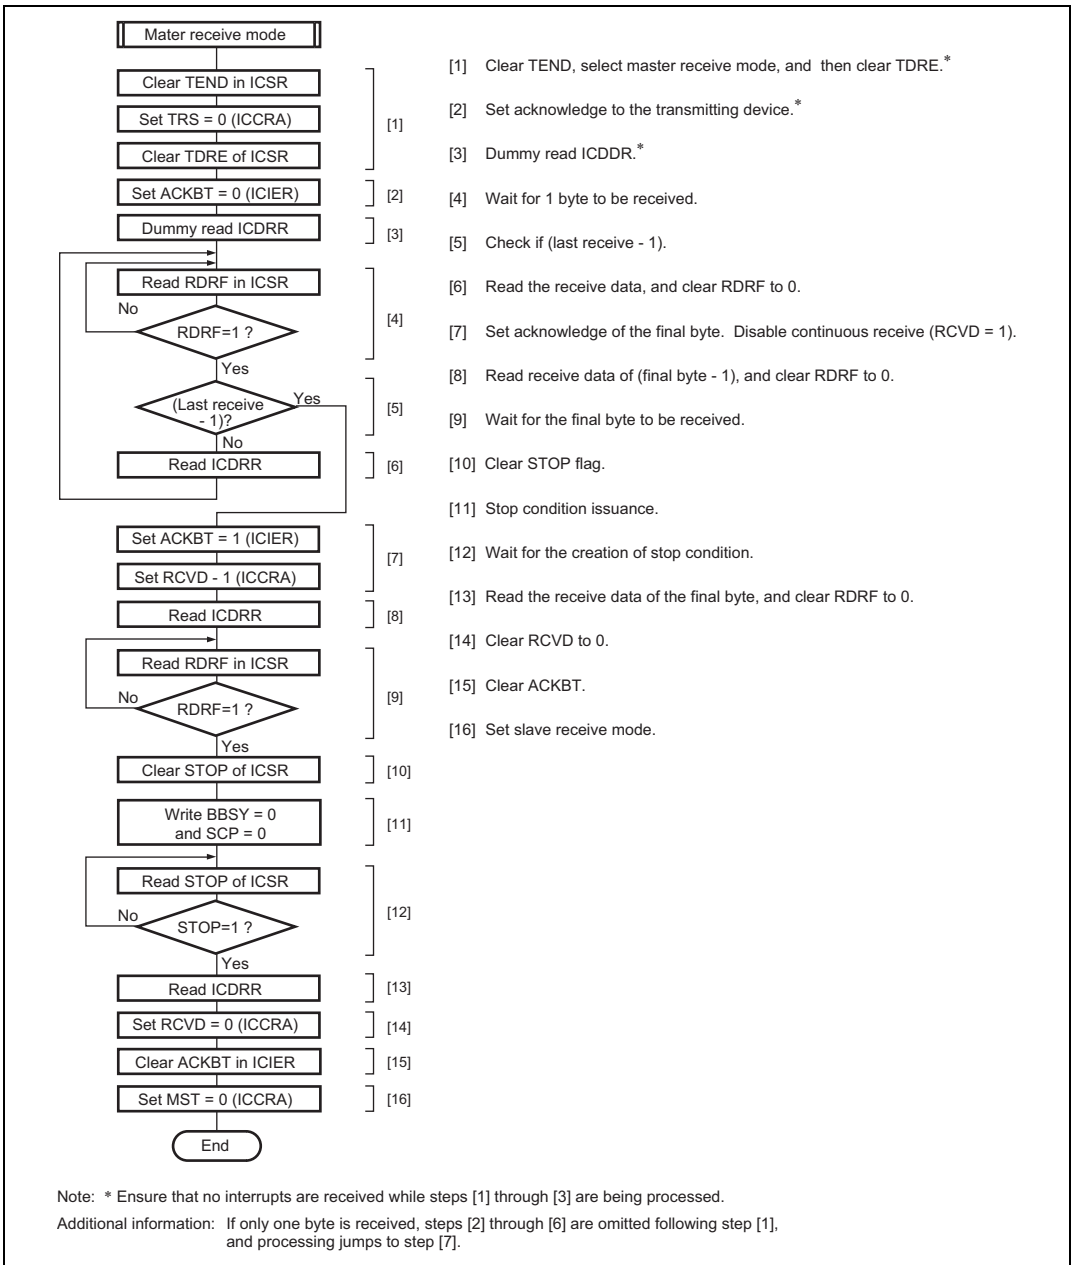 Mater receive mode
Clear TEND in ICSR
Set TRS = 0 (ICCRA)
[1]
Clear TDRE of ICSR
Set ACKBT = 0 (ICIER)
[2]
Dummy read ICDRR
[3]
Read RDRF in ICSR
No
RDRF=1 ?
[4]
Yes
(Last receive
- 1)?
Yes
[5]
No
Read ICDRR
[6]
Set ACKBT = 1 (ICIER)
[7]
Set RCVD - 1 (ICCRA)
Read ICDRR
[8]
Read RDRF in ICSR
No
RDRF=1 ?
[9]
Yes
Clear STOP of ICSR
[10]
Write BBSY = 0
and SCP = 0
[11]
Read STOP of ICSR
No
STOP=1 ?
[12]
Yes
Read ICDRR
[13]
Set RCVD = 0 (ICCRA)
[14]
Clear ACKBT in ICIER
[15]
Set MST = 0 (ICCRA)
[16]
End
[1] Clear TEND, select master receive mode, and then clear TDRE.*
[2] Set acknowledge to the transmitting device.*
[3] Dummy read ICDDR.*
[4] Wait for 1 byte to be received.
[5] Check if (last receive - 1).
[6] Read the receive data, and clear RDRF to 0.
[7] Set acknowledge of the final byte. Disable continuous receive (RCVD = 1).
[8] Read receive data of (final byte - 1), and clear RDRF to 0.
[9] Wait for the final byte to be received.
[10] Clear STOP flag.
[11] Stop condition issuance.
[12] Wait for the creation of stop condition.
[13] Read the receive data of the final byte, and clear RDRF to 0.
[14] Clear RCVD to 0.
[15] Clear ACKBT.
[16] Set slave receive mode.
Note: * Ensure that no interrupts are received while steps [1] through [3] are being processed.
Additional information: If only one byte is received, steps [2] through [6] are omitted following step [1],
and processing jumps to step [7].